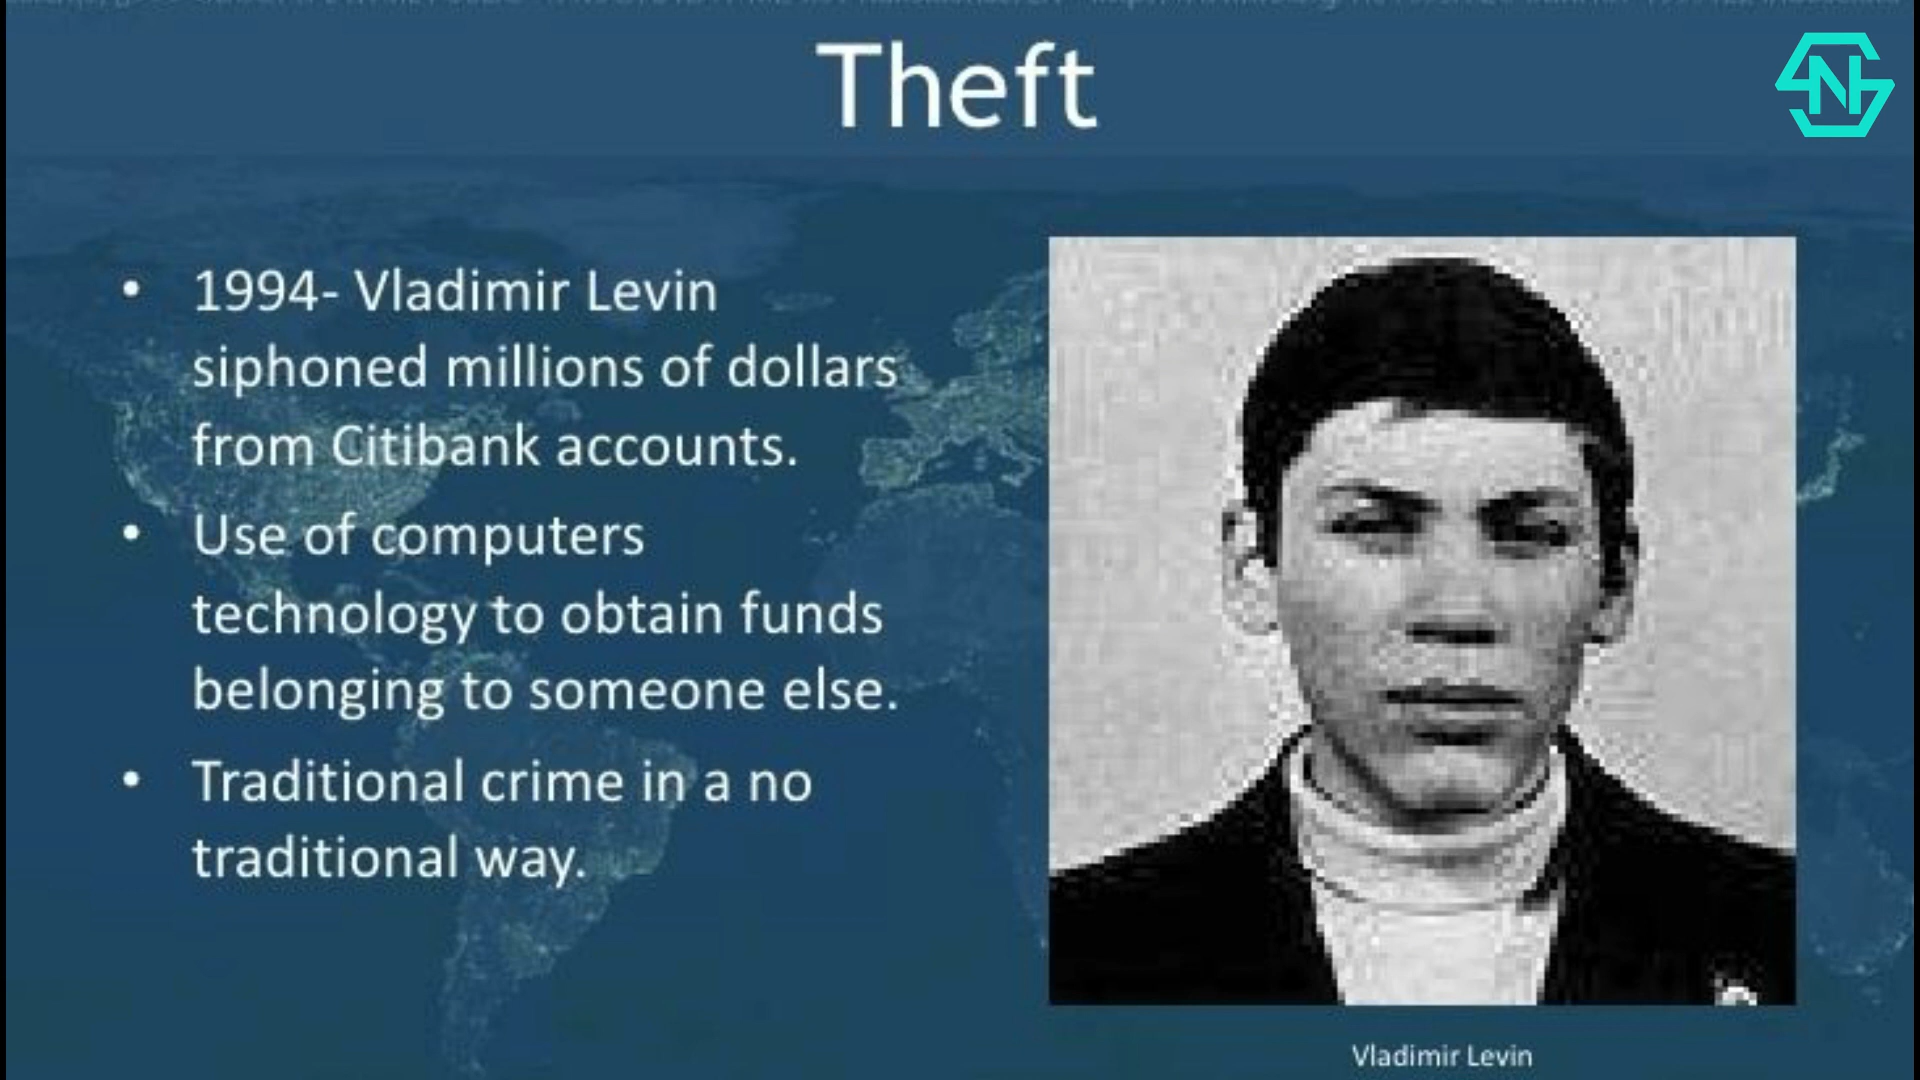 Theft
• 1994- Vladimir Levin
siphoned millions of dollars
from Citibank accounts.
• Use of computers
technology to obtain funds
belonging to someone else.
• Traditional crime in a no
traditional way.
Vladimir Levin